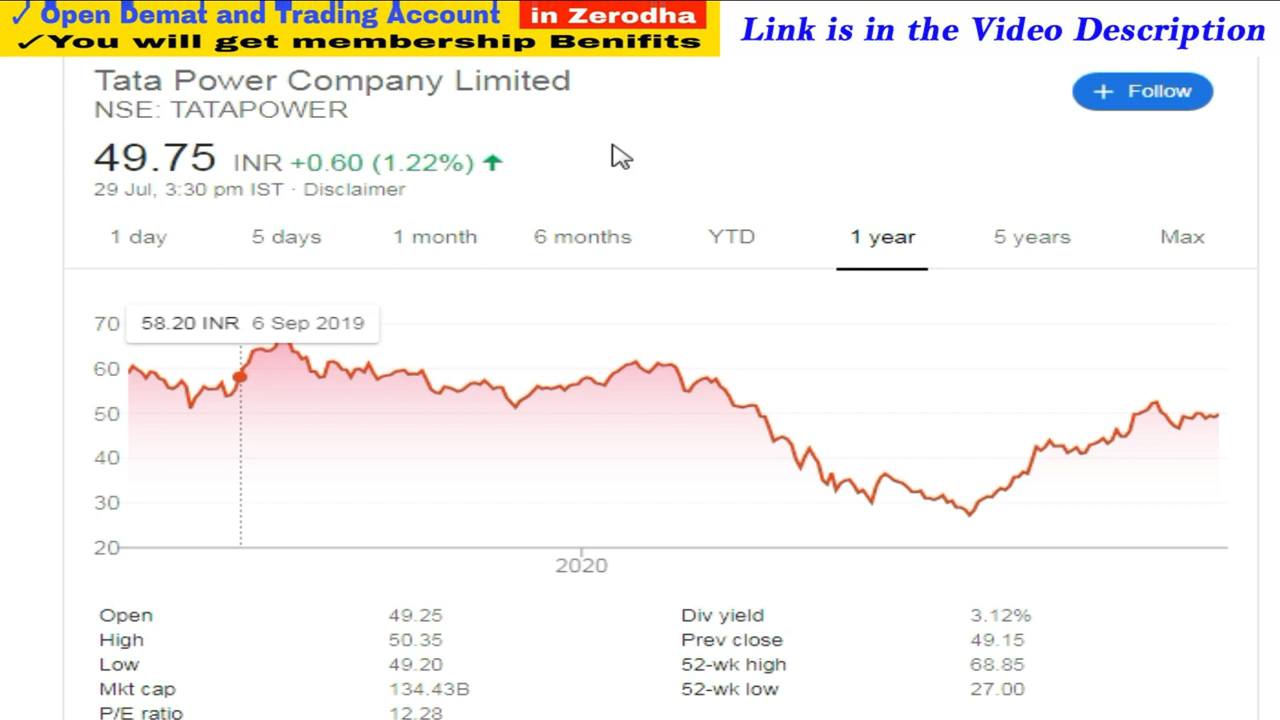 ✓ Open Demat and Trading Account in Zerodha
✓You will get membership Benifits
Link is in the Video Description
Tata Power Company Limited
NSE: TATAPOWER
+ Follow
49.75 INR +0.60 (1.22%) ↑
29 Jul, 3:30 pm IST · Disclaimer
1 day 5 days 1 month 6 months YTD 1 year 5 years Max
58.20 INR 6 Sep 2019
70
60
50
40
30
20
2020
Open 49.25 Div yield 3.12%
High 50.35 Prev close 49.15
Low 49.20 52-wk high 68.85
Mkt cap 134.43B 52-wk low 27.00
P/E ratio 12.28